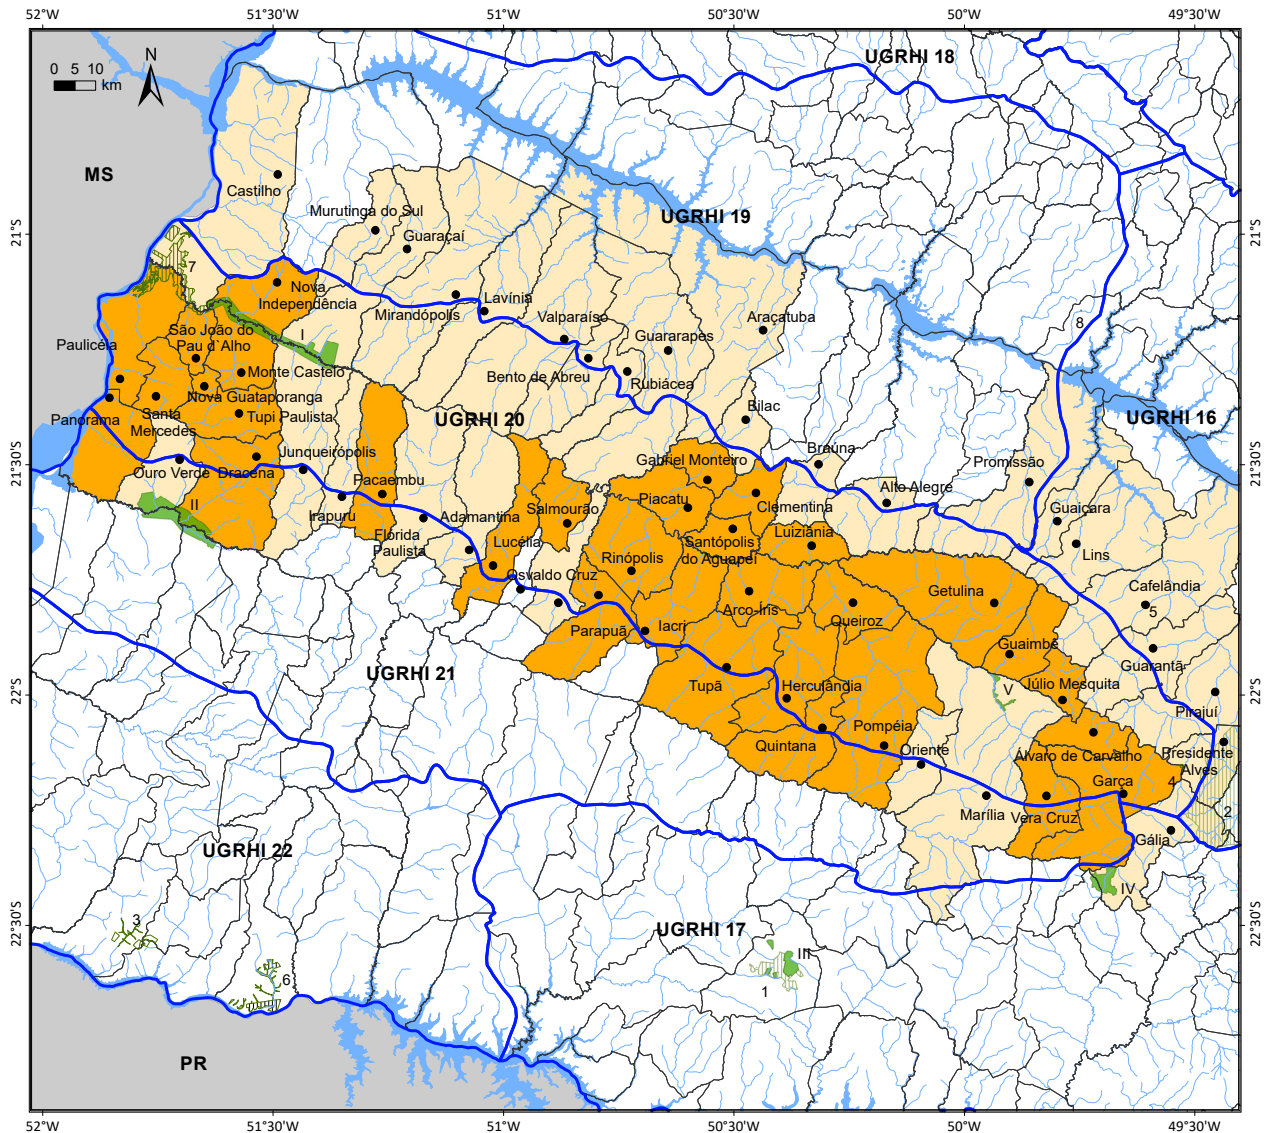 52°W 51°30'W 51°W 50°30'W 50°W 49°30'W
UGRHI 18
N
0 5 10
km
MS
Castilho
Murutinga do Sul
UGRHI 19
21°S
21°S
Guaraçaí
7
Nova
Independência
Lavínia
Mirandópolis
Valparaíso
Araçatuba
8
São João do
Pau d`Alho
I
Guararapes
Paulicéia
Monte Castelo
Bento de Abreu
Rubiácea
Nova Guataporanga
Bilac
Panorama
Santa
Mercedes
Tupi Paulista
UGRHI 20
UGRHI 16
Junqueirópolis
Braúna
Gabriel Monteiro
Promissão
21°30'S
21°30'S
Ouro Verde
Dracena
Pacaembu
Alto Alegre
Piacatu
Clementina
II
Irapuru
Adamantina
Salmourão
Guaiçara
Flórida
Paulista
Lucélia
Santópolis
do Aguapeí
Luiziânia
Rinópolis
Lins
Osvaldo Cruz
Getulina
Cafelândia
Arco-Íris
5
Queiroz
Parapuã
Iacri
Guaimbê
UGRHI 21
Guarantã
Tupã
Herculândia
V
Júlio Mesquita
22°S
22°S
Pirajuí
Pompéia
Quintana
Oriente
Álvaro de Carvalho
Presidente
Alves
Garça
4
Marília
Vera Cruz
2
Gália
UGRHI 22
IV
3
UGRHI 17
22°30'S
22°30'S
III
6
1
PR
52°W 51°30'W 51°W 50°30'W 50°W 49°30'W